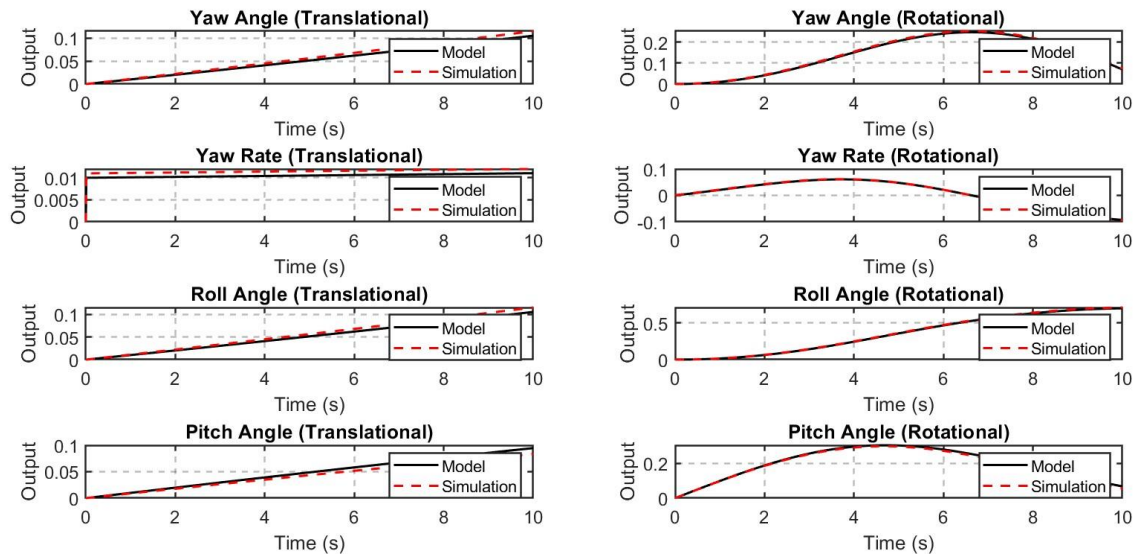 Yaw Angle (Translational)
Output
0.1
0.05
0
Model
Simulation
0 2 4 6 8 10
Time (s)
Yaw Angle (Rotational)
Output
0.2
0.1
0
Model
Simulation
0 2 4 6 8 10
Time (s)
Yaw Rate (Translational)
Output
0.01
0.005
0
Model
Simulation
0 2 4 6 8 10
Time (s)
Yaw Rate (Rotational)
Output
0.1
0
-0.1
Model
Simulation
0 2 4 6 8 10
Time (s)
Roll Angle (Translational)
Output
0.1
0.05
0
Model
Simulation
0 2 4 6 8 10
Time (s)
Roll Angle (Rotational)
Output
0.5
0
Model
Simulation
0 2 4 6 8 10
Time (s)
Pitch Angle (Translational)
Output
0.1
0.05
0
Model
Simulation
0 2 4 6 8 10
Time (s)
Pitch Angle (Rotational)
Output
0.2
0
Model
Simulation
0 2 4 6 8 10
Time (s)